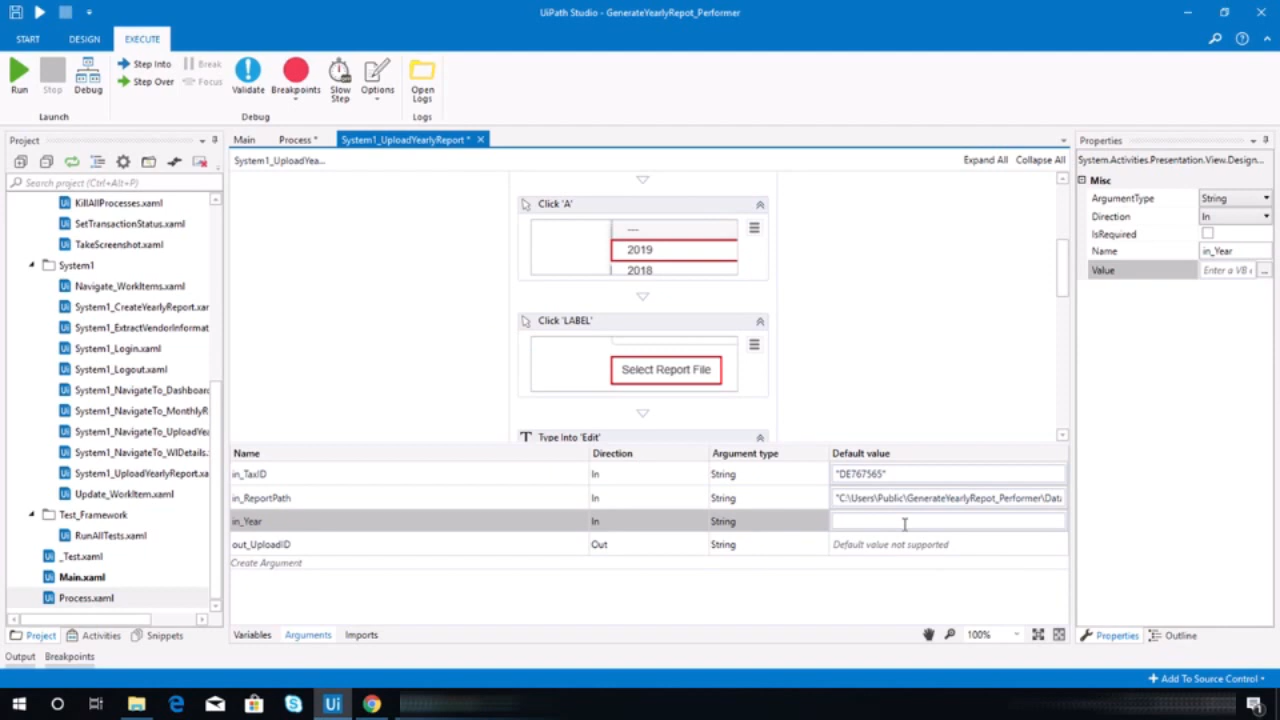 UiPath Studio - GenerateYearlyRepot_Performer
START DESIGN EXECUTE
Run Stop Debug Step Into Step Over Break Focus Validate Breakpoints Slow Step Options Open Logs
Launch Debug Logs
Project
Main Process * System1_UploadYearlyReport *
Properties
System1_UploadYea...
Expand All Collapse All
System.Activities.Presentation.View.Design...
Search project (Ctrl+Alt+P)
KillAllProcesses.xaml
SetTransactionStatus.xaml
TakeScreenshot.xaml
System1
Navigate_WorkItems.xaml
System1_CreateYearlyReport.xar
System1_ExtractVendorInformat
System1_Login.xaml
System1_Logout.xaml
System1_NavigateTo_Dashboard
System1_NavigateTo_MonthlyR
System1_NavigateTo_UploadYea
System1_NavigateTo_WIDetails.
System1_UploadYearlyReport.xa
Update_WorkItem.xaml
Test_Framework
RunAllTests.xaml
_Test.xaml
Main.xaml
Process.xaml
Click 'A'
---
2019
2018
Click 'LABEL'
Select Report File
Type Into 'Edit'
Name Direction Argument type Default value
in_TaxID In String "DE767565"
in_ReportPath In String "C:\Users\Public\GenerateYearlyRepot_Performer\Data
in_Year In String
out_UploadID Out String Default value not supported
Create Argument
Misc
ArgumentType String
Direction In
IsRequired
Name in_Year
Value Enter a VB e ...
Project Activities Snippets
Variables Arguments Imports
100%
Properties Outline
Output Breakpoints
Add To Source Control
Ui
1